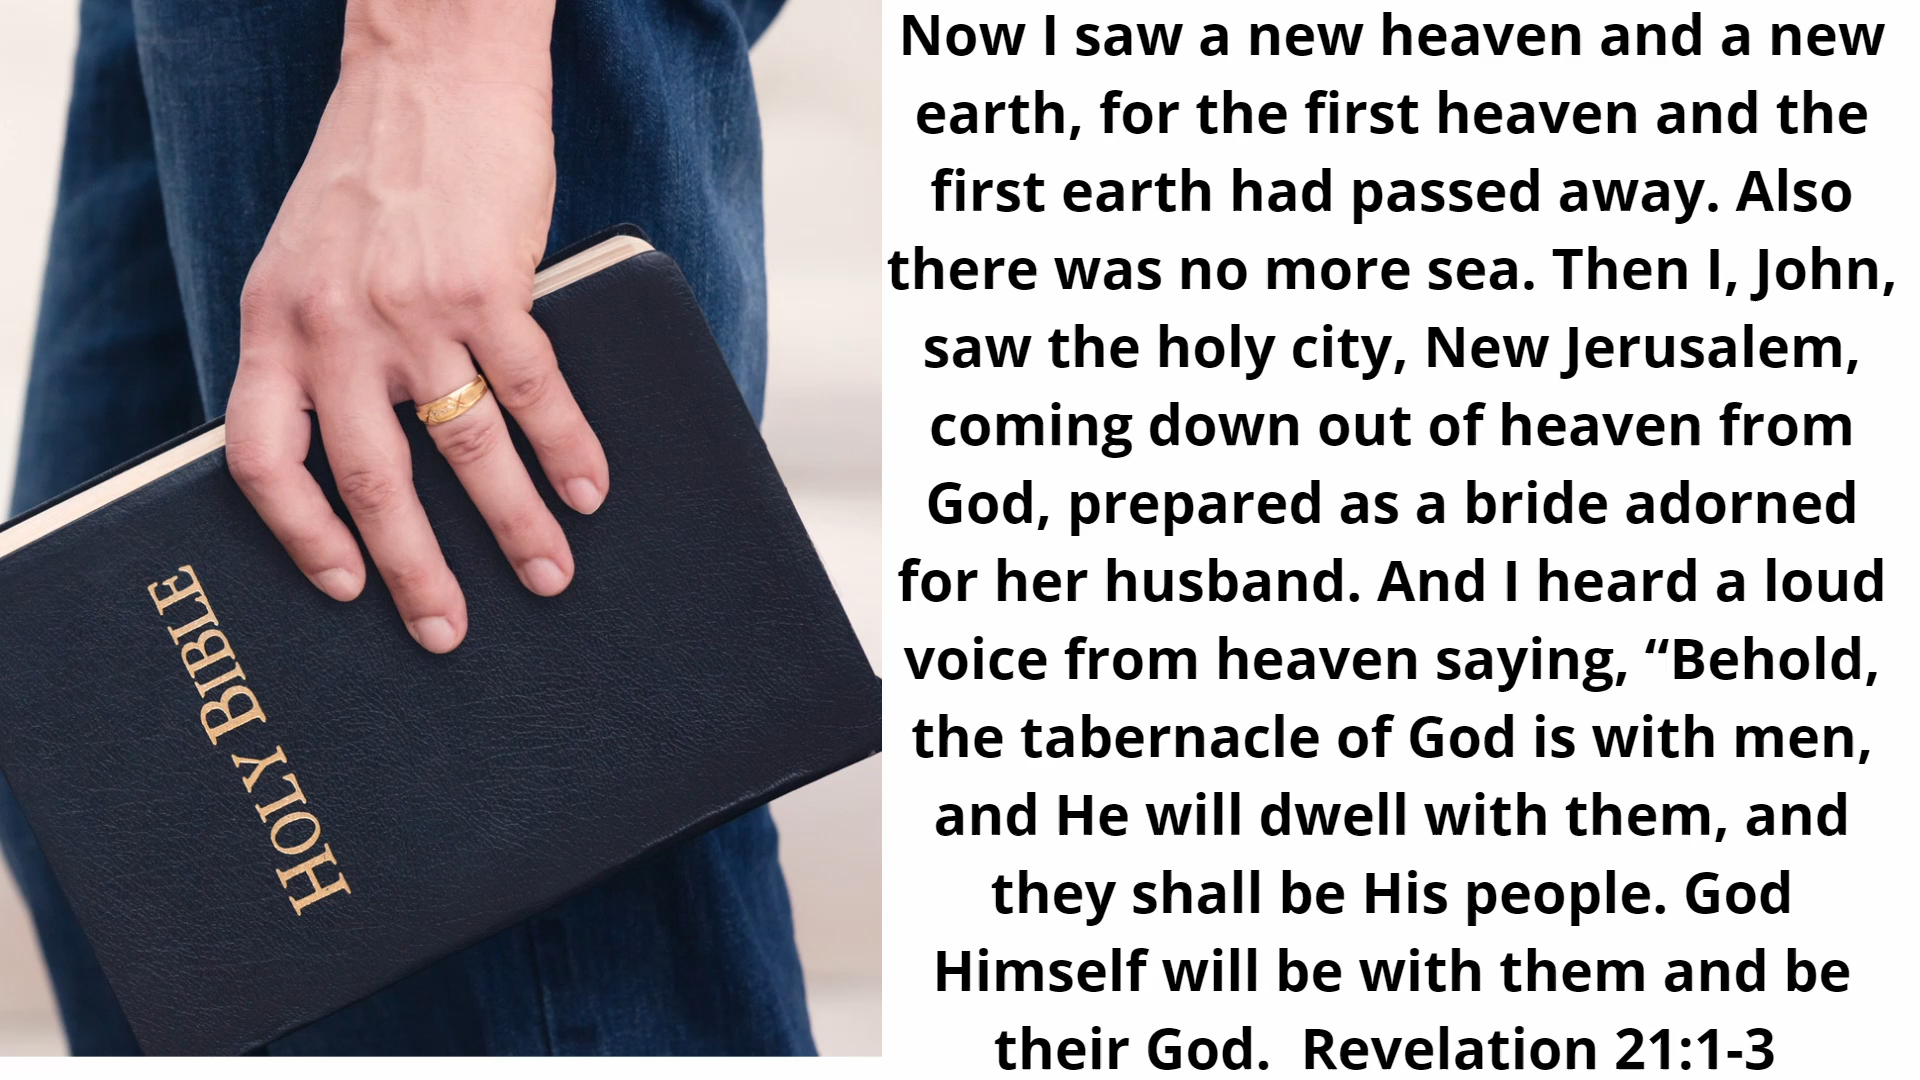 HOLY BIBLE
Now I saw a new heaven and a new
earth, for the first heaven and the
first earth had passed away. Also
there was no more sea. Then I, John,
saw the holy city, New Jerusalem,
coming down out of heaven from
God, prepared as a bride adorned
for her husband. And I heard a loud
voice from heaven saying, “Behold,
the tabernacle of God is with men,
and He will dwell with them, and
they shall be His people. God
Himself will be with them and be
their God.  Revelation 21:1-3